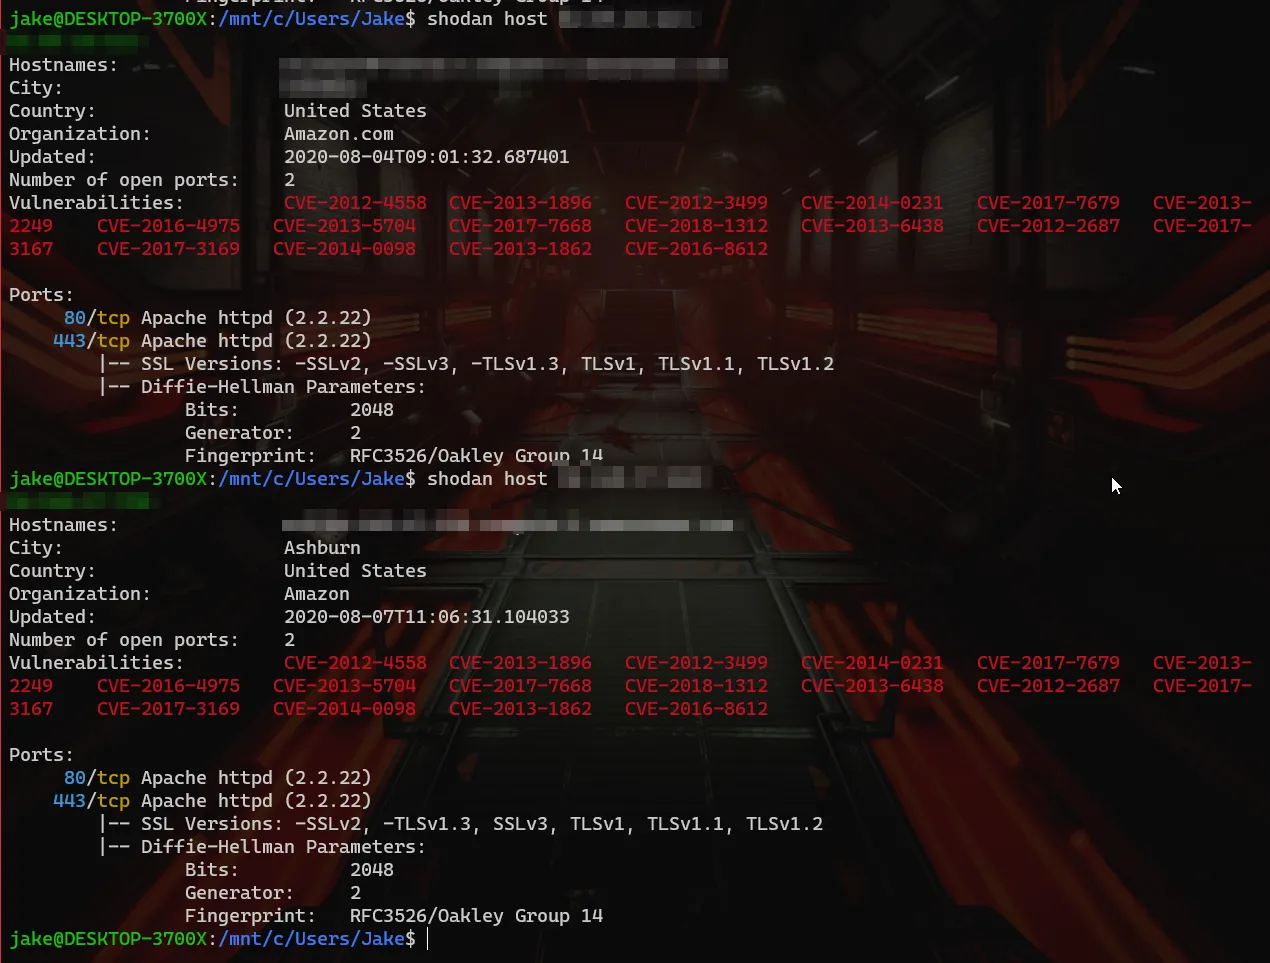 Fingerprint: RFC3526/Oakley Group 14
jake@DESKTOP-3700X:/mnt/c/Users/Jake$ shodan host
Hostnames:
City:
Country: United States
Organization: Amazon.com
Updated: 2020-08-04T09:01:32.687401
Number of open ports: 2
Vulnerabilities: CVE-2012-4558 CVE-2013-1896 CVE-2012-3499 CVE-2014-0231 CVE-2017-7679 CVE-2013-
2249 CVE-2016-4975 CVE-2013-5704 CVE-2017-7668 CVE-2018-1312 CVE-2013-6438 CVE-2012-2687 CVE-2017-
3167 CVE-2017-3169 CVE-2014-0098 CVE-2013-1862 CVE-2016-8612
Ports:
80/tcp Apache httpd (2.2.22)
443/tcp Apache httpd (2.2.22)
|-- SSL Versions: -SSLv2, -SSLv3, -TLSv1.3, TLSv1, TLSv1.1, TLSv1.2
|-- Diffie-Hellman Parameters:
Bits: 2048
Generator: 2
Fingerprint: RFC3526/Oakley Group 14
jake@DESKTOP-3700X:/mnt/c/Users/Jake$ shodan host
Hostnames:
City: Ashburn
Country: United States
Organization: Amazon
Updated: 2020-08-07T11:06:31.104033
Number of open ports: 2
Vulnerabilities: CVE-2012-4558 CVE-2013-1896 CVE-2012-3499 CVE-2014-0231 CVE-2017-7679 CVE-2013-
2249 CVE-2016-4975 CVE-2013-5704 CVE-2017-7668 CVE-2018-1312 CVE-2013-6438 CVE-2012-2687 CVE-2017-
3167 CVE-2017-3169 CVE-2014-0098 CVE-2013-1862 CVE-2016-8612
Ports:
80/tcp Apache httpd (2.2.22)
443/tcp Apache httpd (2.2.22)
|-- SSL Versions: -SSLv2, -TLSv1.3, SSLv3, TLSv1, TLSv1.1, TLSv1.2
|-- Diffie-Hellman Parameters:
Bits: 2048
Generator: 2
Fingerprint: RFC3526/Oakley Group 14
jake@DESKTOP-3700X:/mnt/c/Users/Jake$